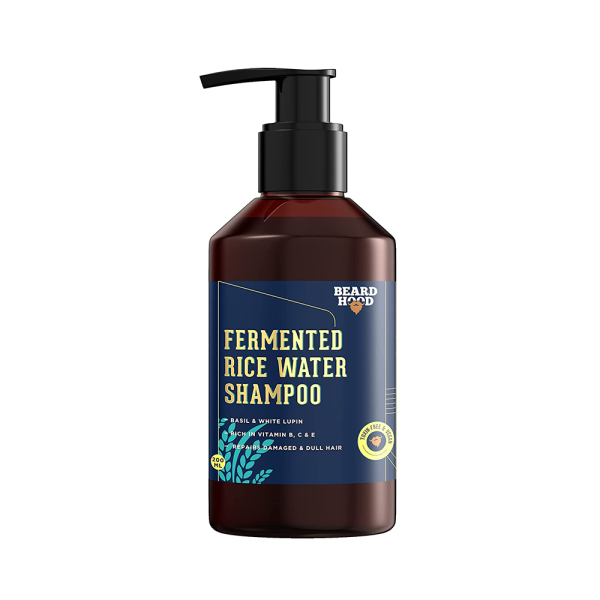 BEARD
HOOD
FERMENTED
RICE WATER
SHAMPOO
- BASIL & WHITE LUPIN
- RICH IN VITAMIN B, C & E
- REPAIRS DAMAGED & DULL HAIR
200
ML